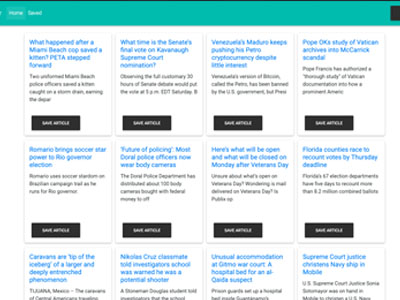 Home Saved
What happened after a
Miami Beach cop saved a
kitten? PETA stepped
forward
Two uniformed Miami Beach
police officers saved a kitten
caught on a storm drain, earning
the depar
SAVE ARTICLE
What time is the Senate's
final vote on Kavanaugh
Supreme Court
nomination?
Observing the full customary 30
hours of Senate debate would put
the vote at 5 p.m. EDT Saturday. B
SAVE ARTICLE
Venezuela's Maduro keeps
pushing his Petro
cryptocurrency despite
little interest
Venezuela's version of Bitcoin,
called the Petro, has been banned
by the U.S. government, but Presi
SAVE ARTICLE
Pope OKs study of Vatican
archives into McCarrick
scandal
Pope Francis has authorized a
"thorough study" of Vatican
documentation into how a
prominent Americ
SAVE ARTICLE
Romario brings soccer star
power to Rio governor
election
Romario uses soccer stardom on
Brazilian campaign trail as he
runs for Rio governor.
SAVE ARTICLE
'Future of policing': Most
Doral police officers now
wear body cameras
The Doral Police Department has
distributed about 100 body
cameras bought with federal
money to off
SAVE ARTICLE
Here's what will be open
and what will be closed on
Monday after Veterans Day
Unsure about what's open on
Veterans Day? Wondering is mail
delivered on Veterans Day? Is
Publix op
SAVE ARTICLE
Florida counties race to
recount votes by Thursday
deadline
Florida's 67 election departments
have five days to recount more
than 8.2 million combined ballots
SAVE ARTICLE
Caravans are 'tip of the
iceberg' of a larger and
deeply entrenched
phenomenon
TIJUANA, Mexico – The caravans
of Central Americans traveling
Nikolas Cruz classmate
told investigators school
was warned he was a
potential shooter
A Stoneman Douglas student
told investigators that the school
Unusual accommodation
at Gitmo war court: A
hospital bed for an al-
Qaida suspect
Prison guards set up a hospital
Supreme Court justice
christens Navy ship in
Mobile
U.S. Supreme Court Justice Sonia
Sotomayor was on hand in